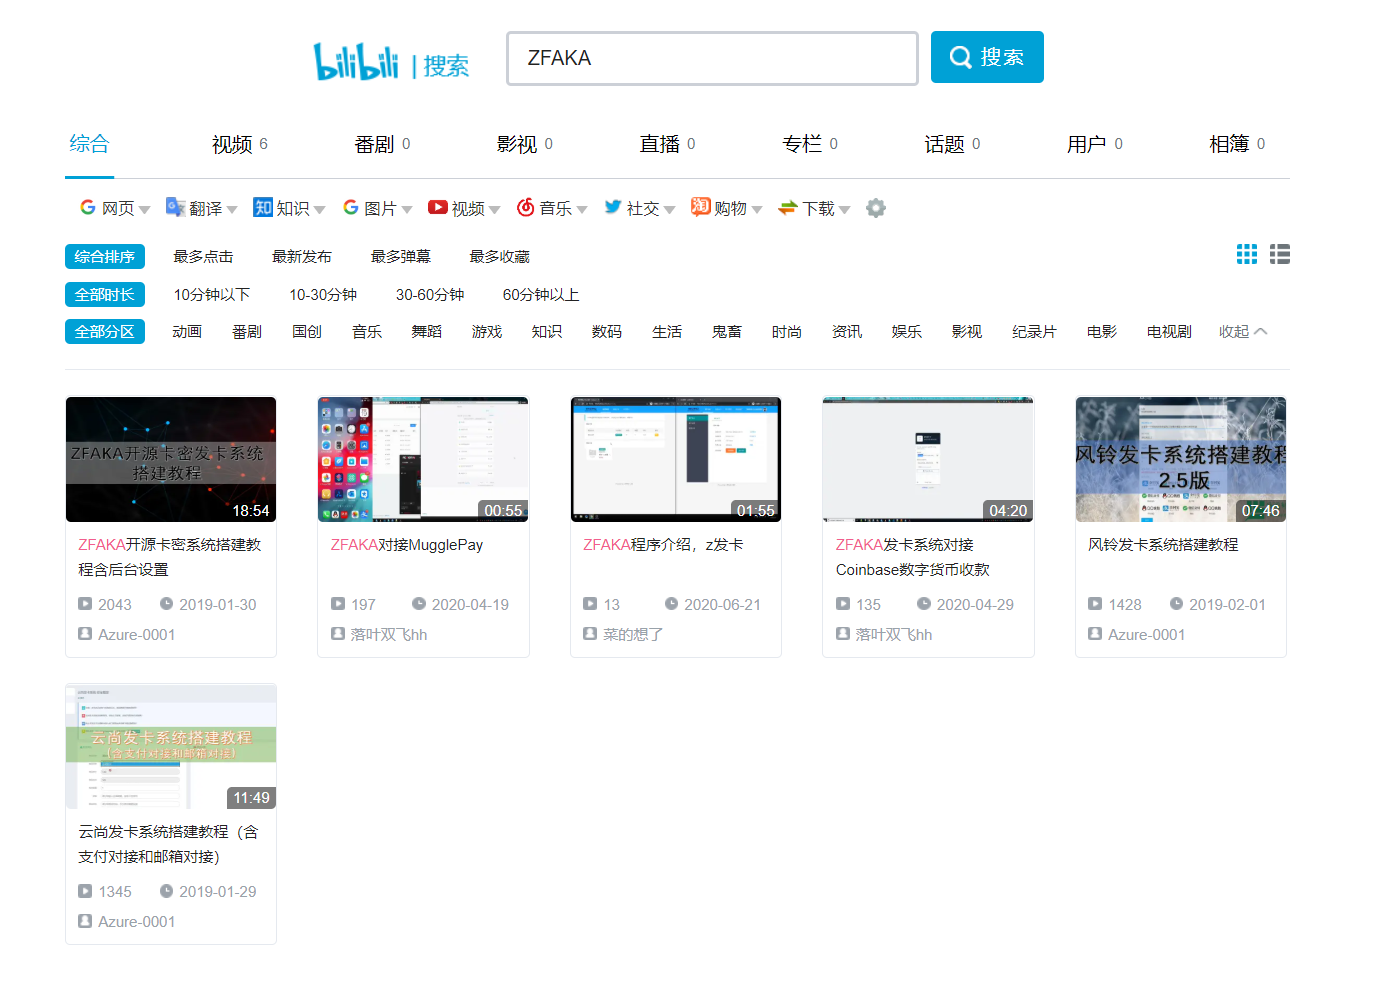 bilibili | 搜索
ZFAKA
搜索
综合 视频 6 番剧 0 影视 0 直播 0 专栏 0 话题 0 用户 0 相簿 0
网页 翻译 知 知识 图片 视频 音乐 社交 淘 购物 下载
综合排序 最多点击 最新发布 最多弹幕 最多收藏
全部时长 10分钟以下 10-30分钟 30-60分钟 60分钟以上
全部分区 动画 番剧 国创 音乐 舞蹈 游戏 知识 数码 生活 鬼畜 时尚 资讯 娱乐 影视 纪录片 电影 电视剧 收起
ZFAKA开源卡密发卡系统
搭建教程
18:54
ZFAKA开源卡密系统搭建教
程含后台设置
2043 2019-01-30
Azure-0001
00:55
ZFAKA对接MugglePay
197 2020-04-19
落叶双飞hh
01:55
ZFAKA程序介绍，z发卡
13 2020-06-21
菜的想了
04:20
ZFAKA发卡系统对接
Coinbase数字货币收款
135 2020-04-29
落叶双飞hh
风铃发卡系统搭建教程
2.5版
07:46
风铃发卡系统搭建教程
1428 2019-02-01
Azure-0001
云尚发卡系统搭建教程
（含支付对接和邮箱对接）
11:49
云尚发卡系统搭建教程（含
支付对接和邮箱对接）
1345 2019-01-29
Azure-0001